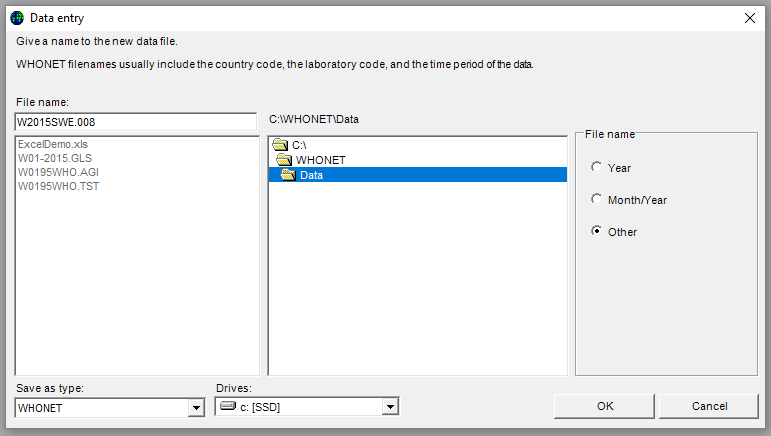 Data entry
Give a name to the new data file.
WHONET filenames usually include the country code, the laboratory code, and the time period of the data.
File name:
W2015SWE.008
C:\WHONET\Data
ExcelDemo.xls
W01-2015.GLS
W0195WHO.AGI
W0195WHO.TST
C:\
WHONET
Data
File name
Year
Month/Year
Other
Save as type:
WHONET
Drives:
c: [SSD]
OK
Cancel